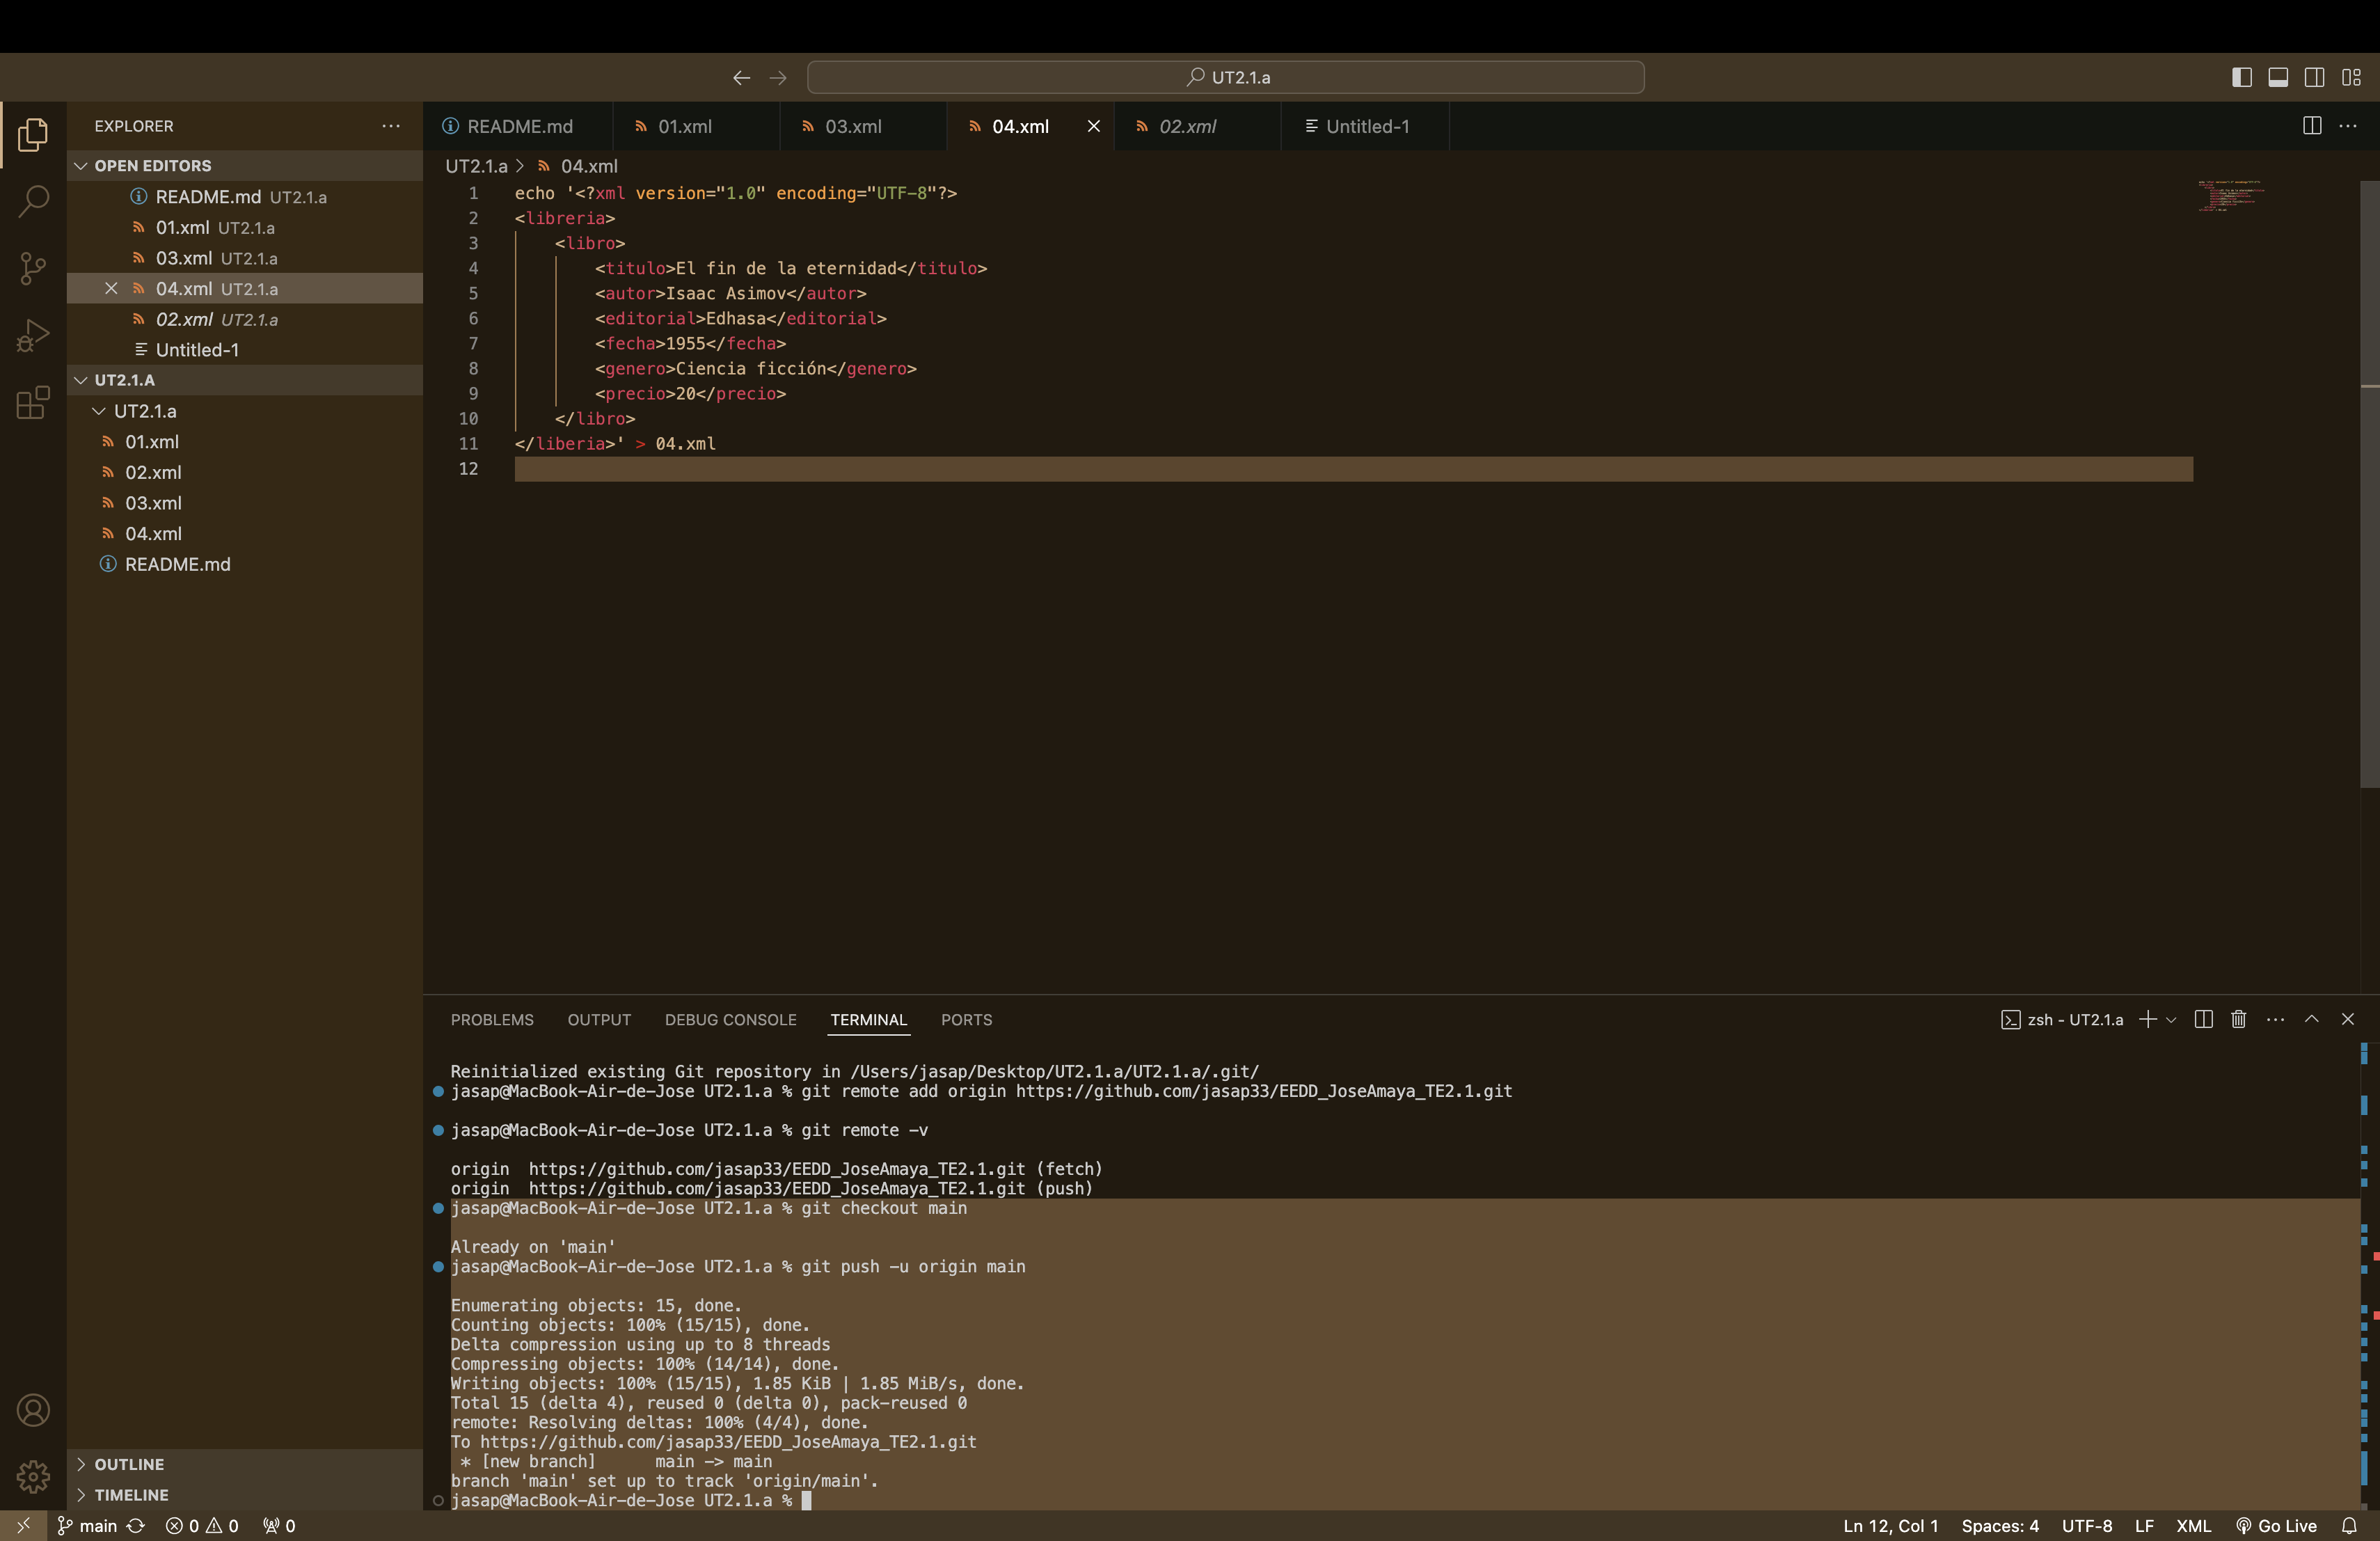 UT2.1.a
EXPLORER
OPEN EDITORS
README.md UT2.1.a
01.xml UT2.1.a
03.xml UT2.1.a
04.xml UT2.1.a
02.xml UT2.1.a
Untitled-1
UT2.1.A
UT2.1.a
01.xml
02.xml
03.xml
04.xml
README.md
OUTLINE
TIMELINE
README.md 01.xml 03.xml 04.xml 02.xml Untitled-1
UT2.1.a > 04.xml
1 echo '<?xml version="1.0" encoding="UTF-8"?>
2 <libreria>
3 <libro>
4 <titulo>El fin de la eternidad</titulo>
5 <autor>Isaac Asimov</autor>
6 <editorial>Edhasa</editorial>
7 <fecha>1955</fecha>
8 <genero>Ciencia ficción</genero>
9 <precio>20</precio>
10 </libro>
11 </liberia>' > 04.xml
12
PROBLEMS OUTPUT DEBUG CONSOLE TERMINAL PORTS
zsh - UT2.1.a
Reinitialized existing Git repository in /Users/jasap/Desktop/UT2.1.a/UT2.1.a/.git/
jasap@MacBook-Air-de-Jose UT2.1.a % git remote add origin https://github.com/jasap33/EEDD_JoseAmaya_TE2.1.git
jasap@MacBook-Air-de-Jose UT2.1.a % git remote -v
origin https://github.com/jasap33/EEDD_JoseAmaya_TE2.1.git (fetch)
origin https://github.com/jasap33/EEDD_JoseAmaya_TE2.1.git (push)
jasap@MacBook-Air-de-Jose UT2.1.a % git checkout main
Already on 'main'
jasap@MacBook-Air-de-Jose UT2.1.a % git push -u origin main
Enumerating objects: 15, done.
Counting objects: 100% (15/15), done.
Delta compression using up to 8 threads
Compressing objects: 100% (14/14), done.
Writing objects: 100% (15/15), 1.85 KiB | 1.85 MiB/s, done.
Total 15 (delta 4), reused 0 (delta 0), pack-reused 0
remote: Resolving deltas: 100% (4/4), done.
To https://github.com/jasap33/EEDD_JoseAmaya_TE2.1.git
* [new branch] main -> main
branch 'main' set up to track 'origin/main'.
jasap@MacBook-Air-de-Jose UT2.1.a %
main 0 0 0 Ln 12, Col 1 Spaces: 4 UTF-8 LF XML Go Live